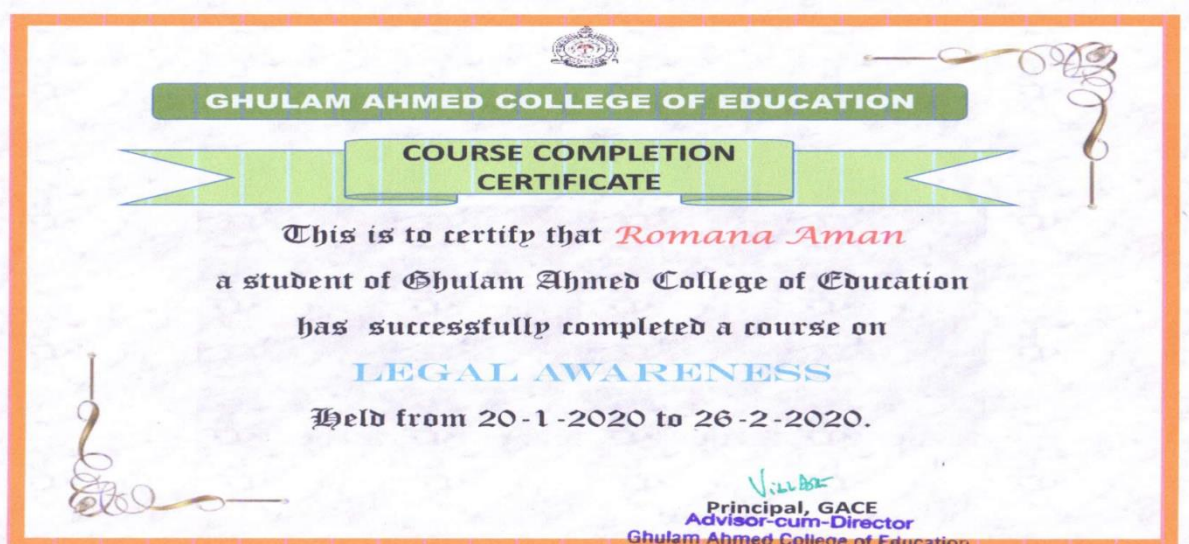 GHULAM AHMED COLLEGE OF EDUCATION
COURSE COMPLETION
CERTIFICATE
This is to certify that Romana Aman
a student of Ghulam Ahmed College of Education
has successfully completed a course on
LEGAL AWARENESS
Held from 20-1-2020 to 26-2-2020.
Principal, GACE
Advisor-cum-Director
Ghulam Ahmed College of Education